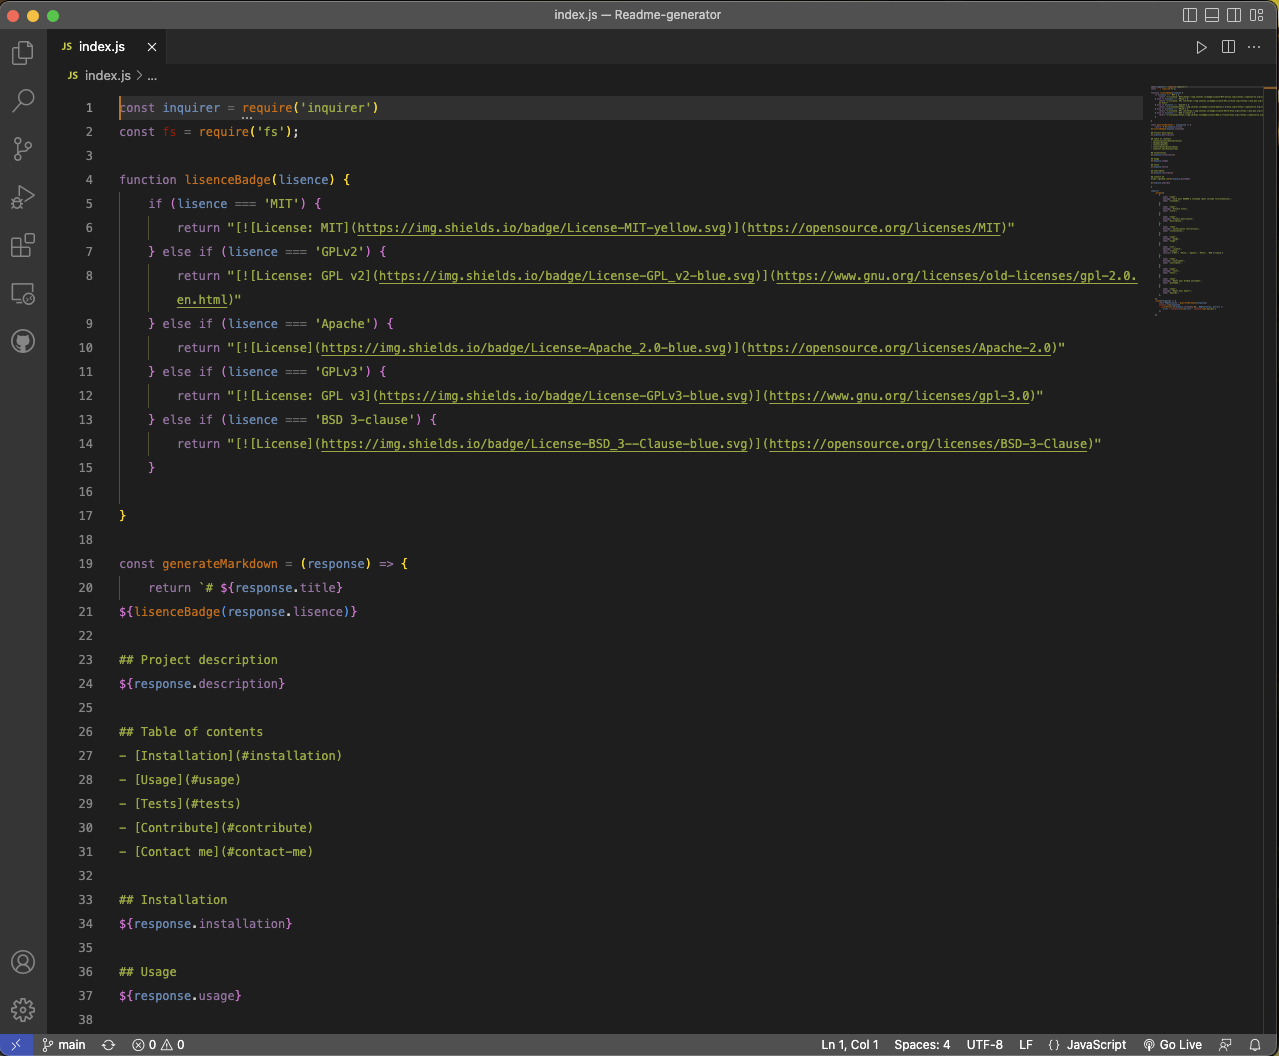 index.js — Readme-generator
JS index.js
JS index.js > ...
1 const inquirer = require('inquirer')
2 const fs = require('fs');
3
4 function lisenceBadge(lisence) {
5 if (lisence === 'MIT') {
6 return "[![License: MIT](https://img.shields.io/badge/License-MIT-yellow.svg)](https://opensource.org/licenses/MIT)"
7 } else if (lisence === 'GPLv2') {
8 return "[![License: GPL v2](https://img.shields.io/badge/License-GPL_v2-blue.svg)](https://www.gnu.org/licenses/old-licenses/gpl-2.0.
en.html)"
9 } else if (lisence === 'Apache') {
10 return "[![License](https://img.shields.io/badge/License-Apache_2.0-blue.svg)](https://opensource.org/licenses/Apache-2.0)"
11 } else if (lisence === 'GPLv3') {
12 return "[![License: GPL v3](https://img.shields.io/badge/License-GPLv3-blue.svg)](https://www.gnu.org/licenses/gpl-3.0)"
13 } else if (lisence === 'BSD 3-clause') {
14 return "[![License](https://img.shields.io/badge/License-BSD_3--Clause-blue.svg)](https://opensource.org/licenses/BSD-3-Clause)"
15 }
16
17 }
18
19 const generateMarkdown = (response) => {
20 return `# ${response.title}
21 ${lisenceBadge(response.lisence)}
22
23 ## Project description
24 ${response.description}
25
26 ## Table of contents
27 - [Installation](#installation)
28 - [Usage](#usage)
29 - [Tests](#tests)
30 - [Contribute](#contribute)
31 - [Contact me](#contact-me)
32
33 ## Installation
34 ${response.installation}
35
36 ## Usage
37 ${response.usage}
38
main 0 0 Ln 1, Col 1 Spaces: 4 UTF-8 LF {} JavaScript Go Live